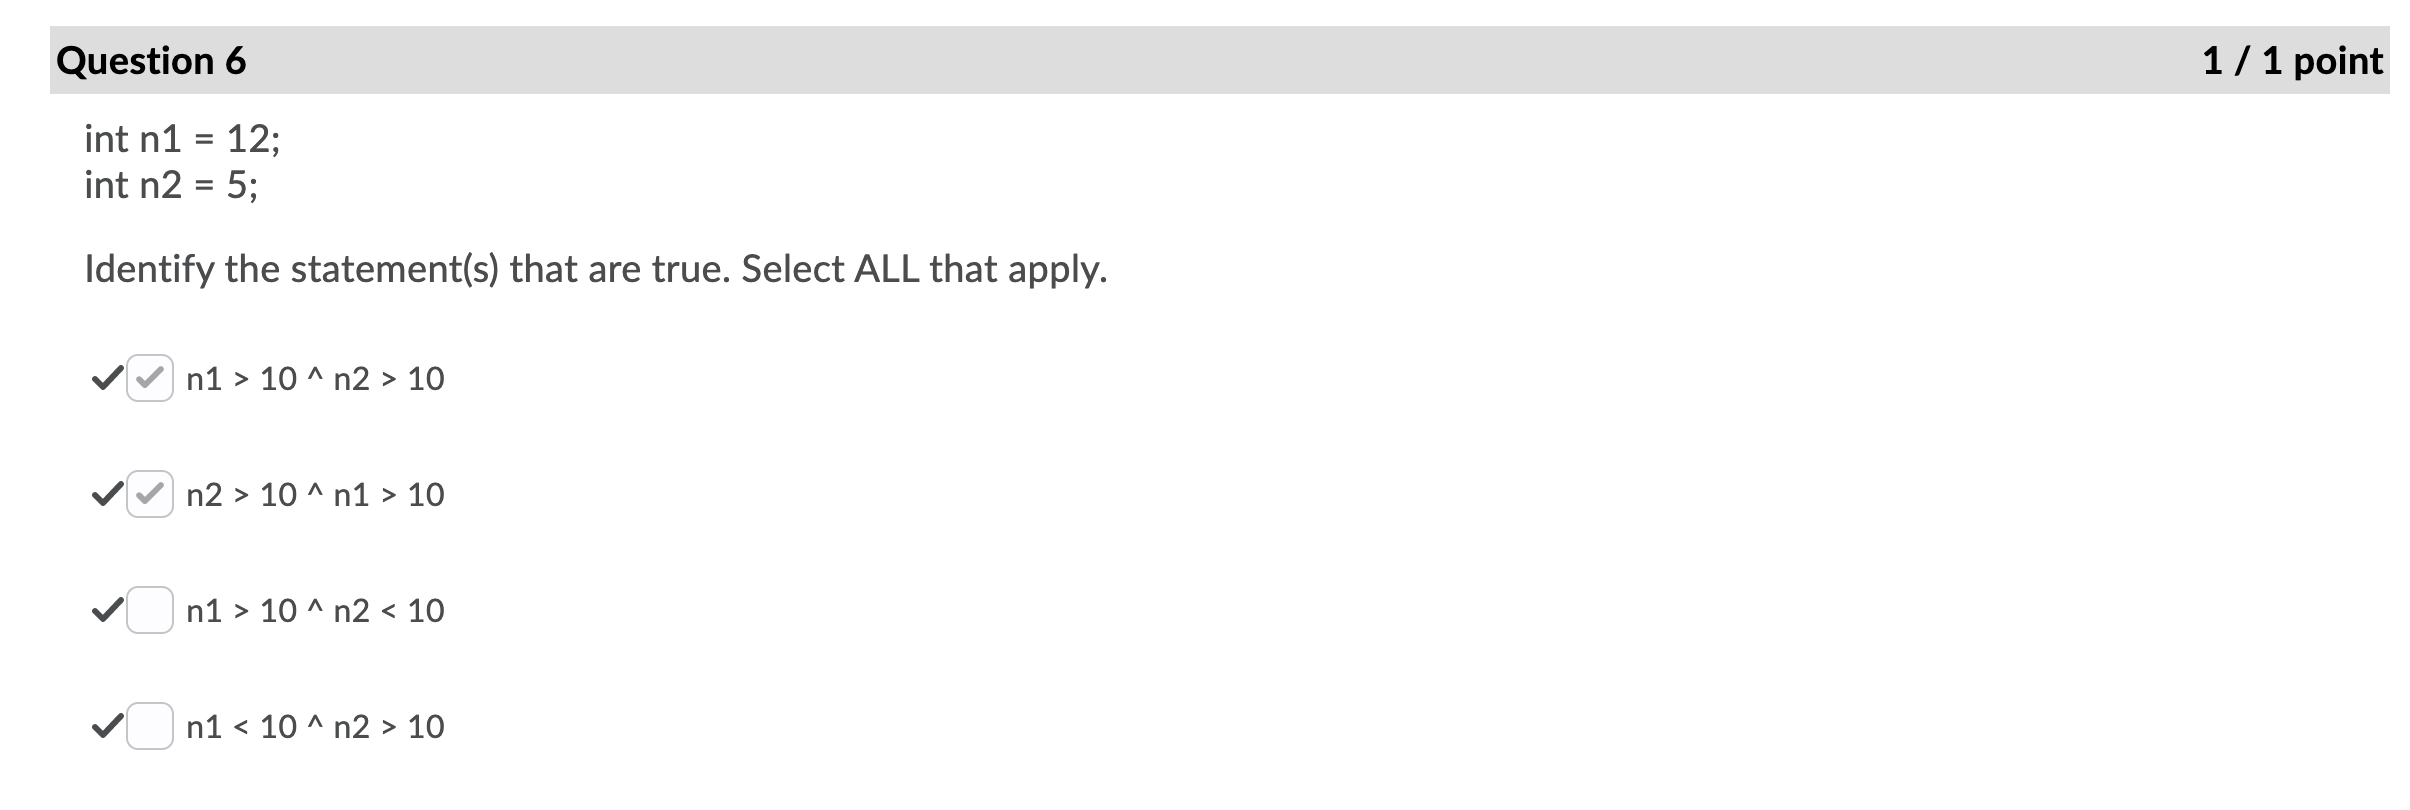 Question 6 1 / 1 point
int n1 = 12;
int n2 = 5;
Identify the statement(s) that are true. Select ALL that apply.
n1 > 10 ^ n2 > 10
n2 > 10 ^ n1 > 10
n1 > 10 ^ n2 < 10
n1 < 10 ^ n2 > 10